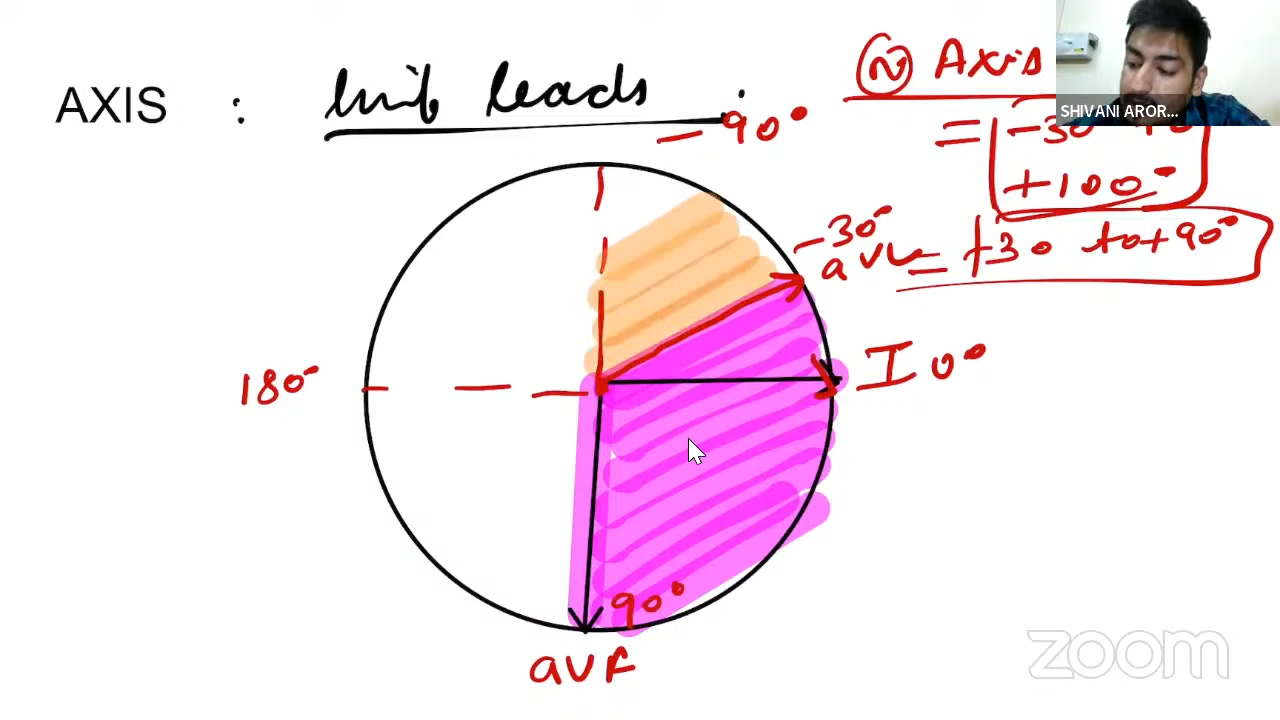 AXIS : limb leads .
Ⓝ Axis
= -30 to
+100°
= +30 to +90°
SHIVANI AROR...
-90°
-30°
aVL
I 0°
180°
90°
aVF
zoom